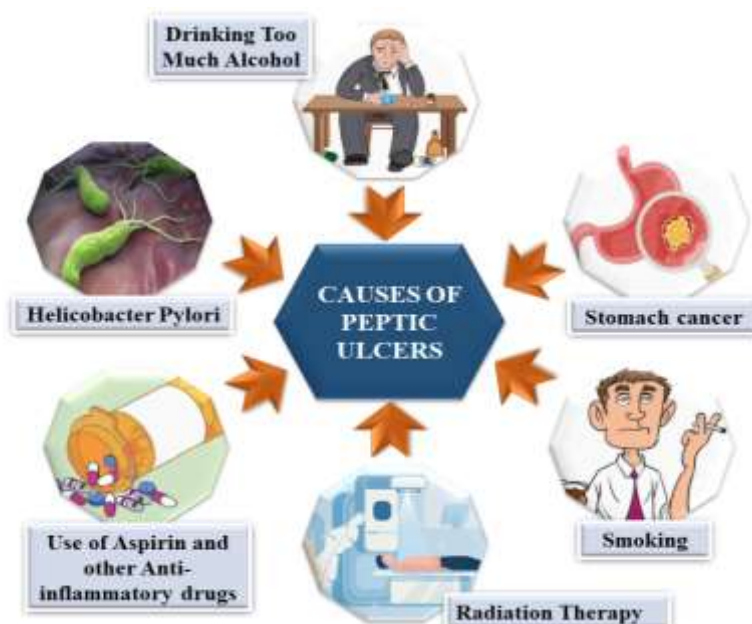 Drinking Too
Much Alcohol
Helicobacter Pylori
CAUSES OF
PEPTIC
ULCERS
Stomach cancer
Use of Aspirin and
other Anti-
inflammatory drugs
Smoking
Radiation Therapy